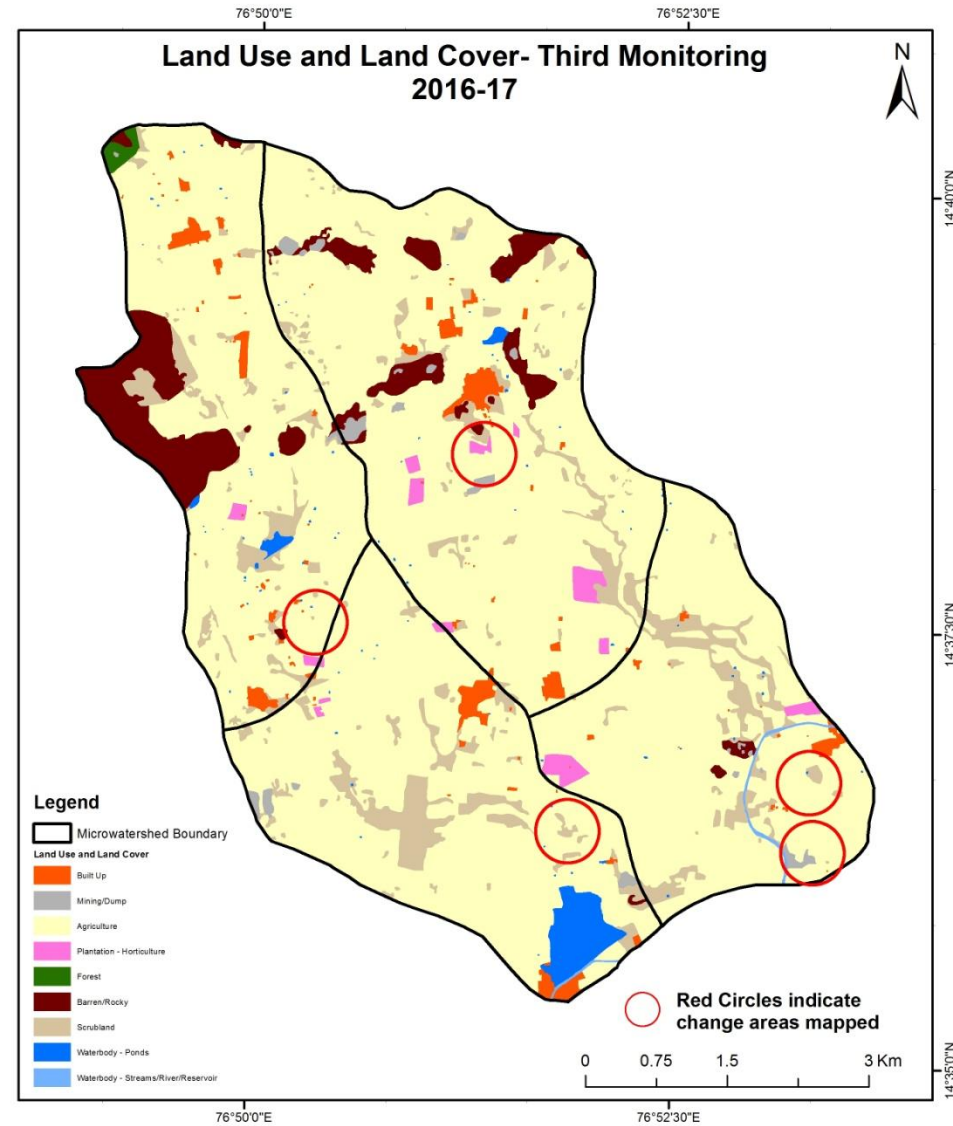 76°50'0"E
76°52'30"E
Land Use and Land Cover- Third Monitoring
2016-17
N
14°40'0"N
14°37'30"N
Legend
Microwatershed Boundary
Land Use and Land Cover
Built Up
Mining/Dump
Agriculture
Plantation - Horticulture
Forest
Barren/Rocky
Scrubland
Waterbody - Ponds
Waterbody - Streams/River/Reservoir
Red Circles indicate
change areas mapped
0 0.75 1.5 3 Km
14°35'0"N
76°50'0"E
76°52'30"E